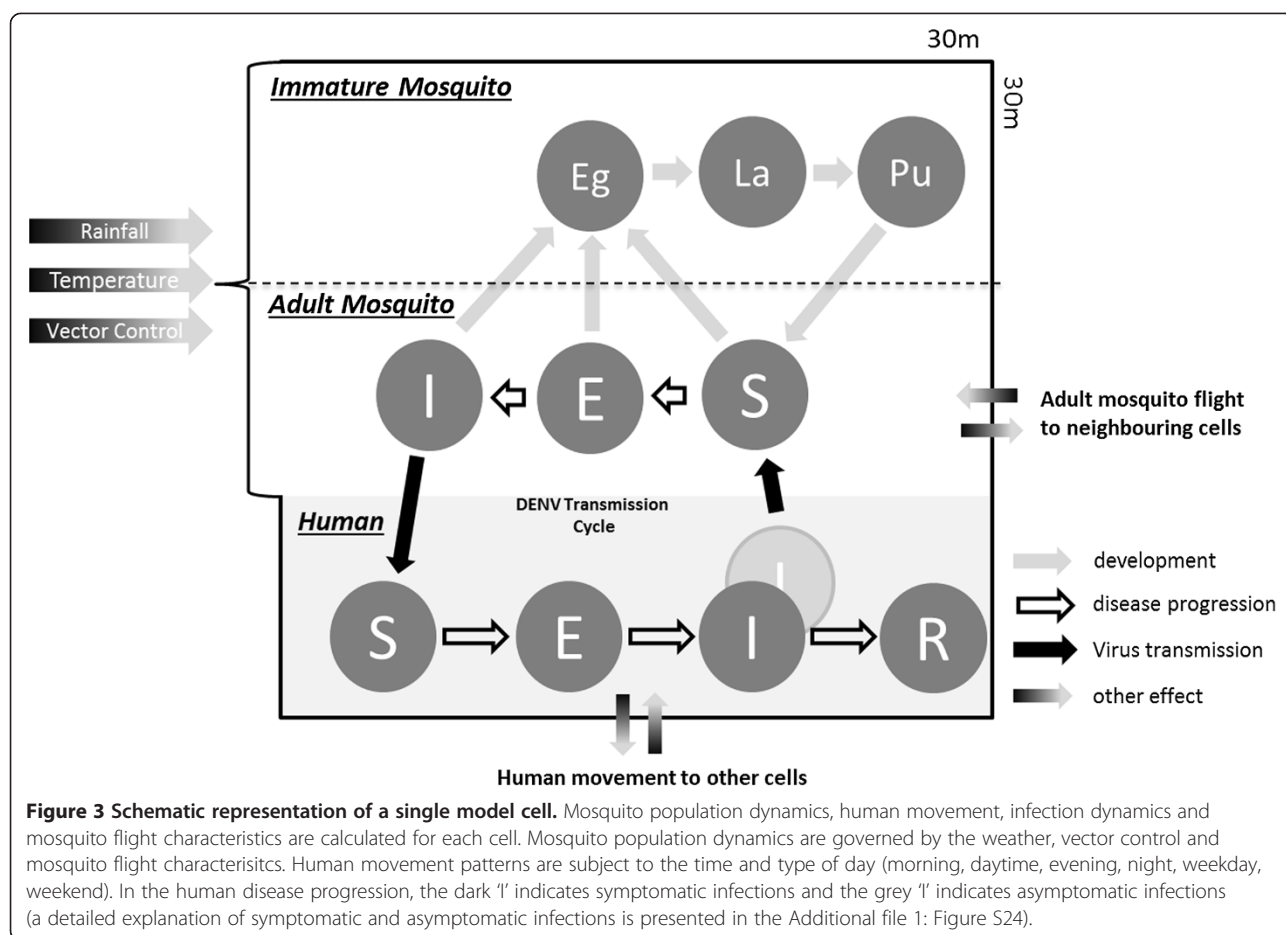 30m
30m
Immature Mosquito
Eg
La
Pu
Rainfall
Temperature
Vector Control
Adult Mosquito
I
E
S
Adult mosquito flight
to neighbouring cells
DENV Transmission
Cycle
Human
I
S
E
I
R
development
disease progression
Virus transmission
other effect
Human movement to other cells
Figure 3 Schematic representation of a single model cell. Mosquito population dynamics, human movement, infection dynamics and
mosquito flight characteristics are calculated for each cell. Mosquito population dynamics are governed by the weather, vector control and
mosquito flight characterisitcs. Human movement patterns are subject to the time and type of day (morning, daytime, evening, night, weekday,
weekend). In the human disease progression, the dark ‘I’ indicates symptomatic infections and the grey ‘I’ indicates asymptomatic infections
(a detailed explanation of symptomatic and asymptomatic infections is presented in the Additional file 1: Figure S24).